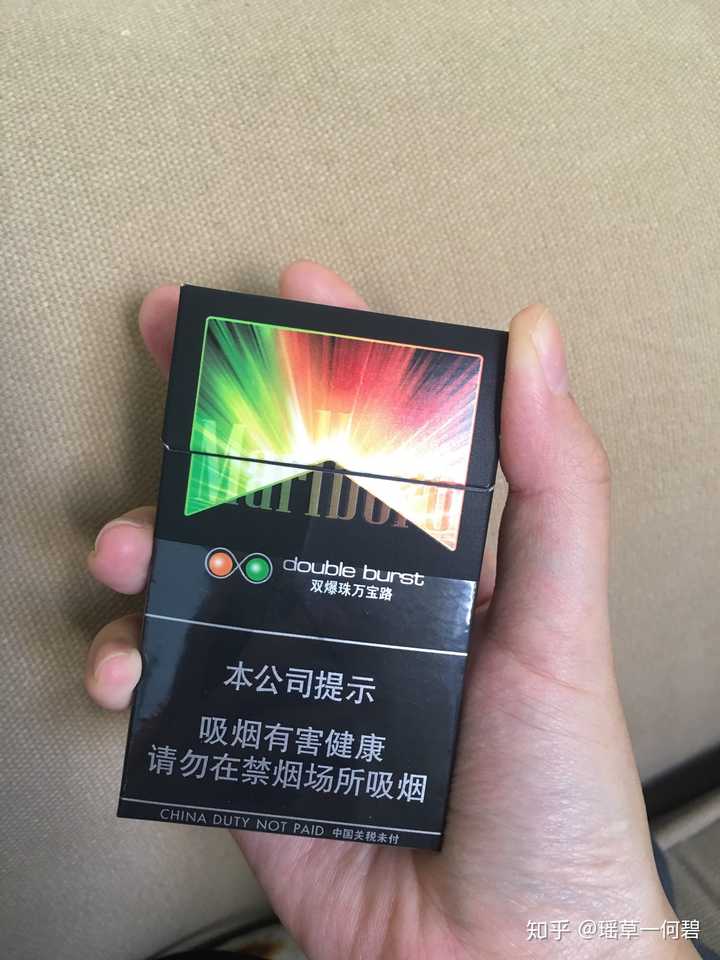 Marlboro
double burst
双爆珠万宝路
本公司提示
吸烟有害健康
请勿在禁烟场所吸烟
CHINA DUTY NOT PAID 中国关税未付
知乎 @瑶草一何碧